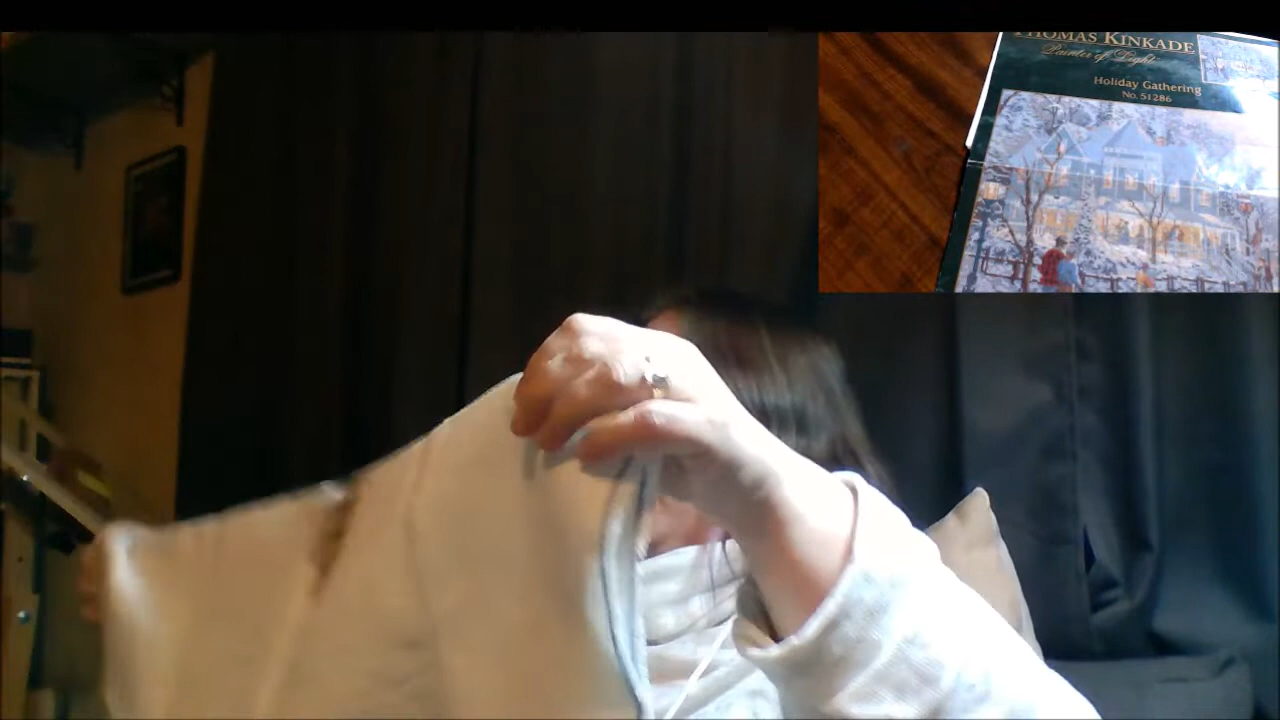 THOMAS KINKADE
Painter of Light
Holiday Gathering
No. 51286